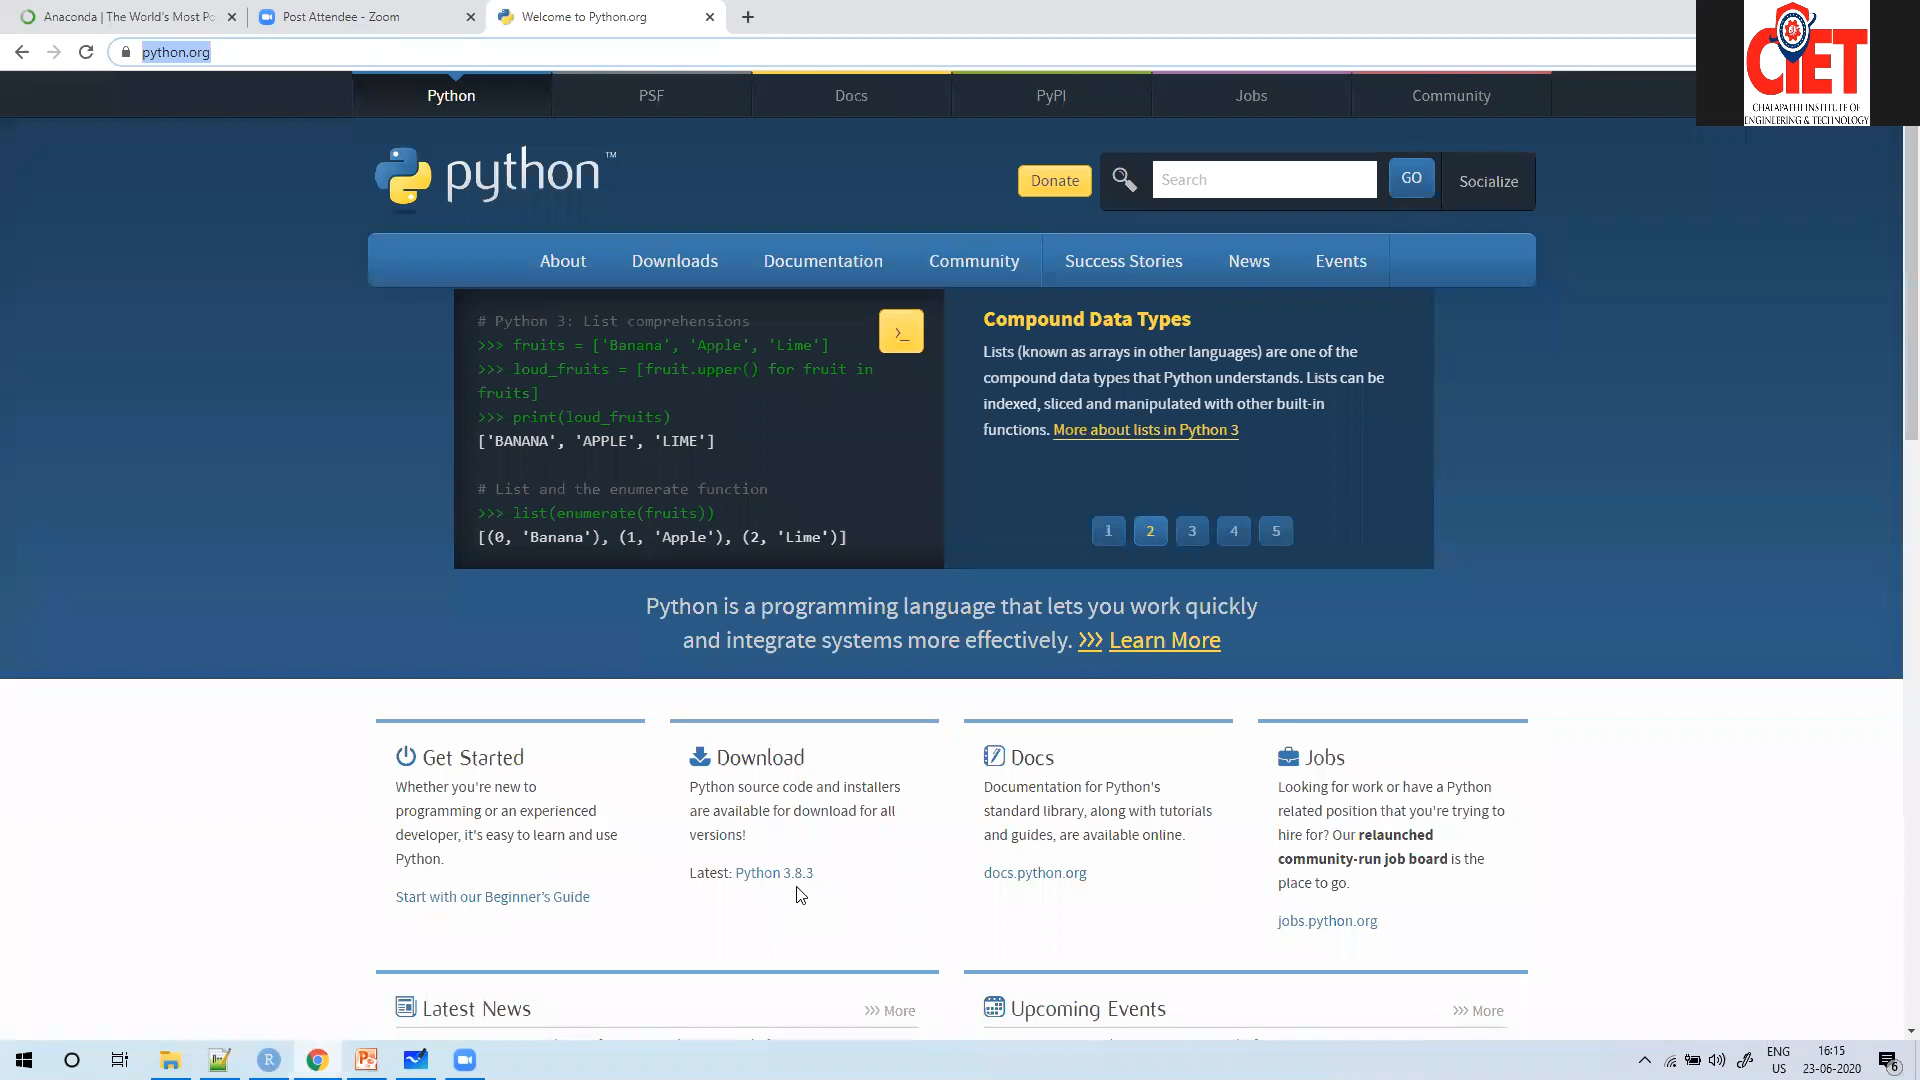 Anaconda | The World's Most Po
Post Attendee - Zoom
Welcome to Python.org
python.org
CIET
CHALAPATHI INSTITUTE OF
ENGINEERING & TECHNOLOGY
Python
PSF
Docs
PyPI
Jobs
Community
python™
Donate
Search
GO
Socialize
About
Downloads
Documentation
Community
Success Stories
News
Events
# Python 3: List comprehensions
>>> fruits = ['Banana', 'Apple', 'Lime']
>>> loud_fruits = [fruit.upper() for fruit in
fruits]
>>> print(loud_fruits)
['BANANA', 'APPLE', 'LIME']
# List and the enumerate function
>>> list(enumerate(fruits))
[(0, 'Banana'), (1, 'Apple'), (2, 'Lime')]
>_
Compound Data Types
Lists (known as arrays in other languages) are one of the
compound data types that Python understands. Lists can be
indexed, sliced and manipulated with other built-in
functions. More about lists in Python 3
1 2 3 4 5
Python is a programming language that lets you work quickly
and integrate systems more effectively. >>> Learn More
Get Started
Whether you're new to
programming or an experienced
developer, it's easy to learn and use
Python.
Start with our Beginner's Guide
Download
Python source code and installers
are available for download for all
versions!
Latest: Python 3.8.3
Docs
Documentation for Python's
standard library, along with tutorials
and guides, are available online.
docs.python.org
Jobs
Looking for work or have a Python
related position that you're trying to
hire for? Our relaunched
community-run job board is the
place to go.
jobs.python.org
Latest News
>>> More
Upcoming Events
>>> More
R
ENG
US
16:15
23-06-2020
6